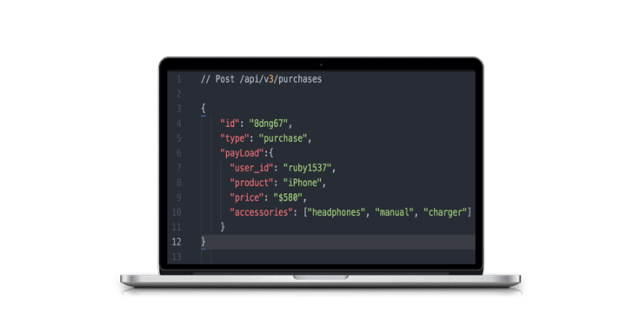 1 // Post /api/v3/purchases
2
3 {
4 "id": "8dng67",
5 "type": "purchase",
6 "payLoad":{
7 "user_id": "ruby1537",
8 "product": "iPhone",
9 "price": "$580",
10 "accessories": ["headphones", "manual", "charger"]
11 }
12 }
13